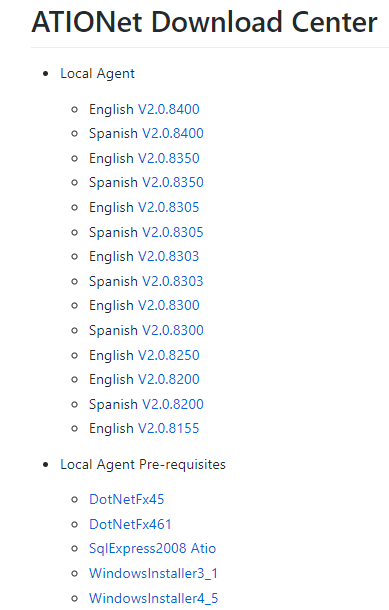 ATIONet Download Center
Local Agent
English V2.0.8400
Spanish V2.0.8400
English V2.0.8350
Spanish V2.0.8350
English V2.0.8305
Spanish V2.0.8305
English V2.0.8303
Spanish V2.0.8303
English V2.0.8300
Spanish V2.0.8300
English V2.0.8250
English V2.0.8200
Spanish V2.0.8200
English V2.0.8155
Local Agent Pre-requisites
DotNetFx45
DotNetFx461
SqlExpress2008 Atio
WindowsInstaller3_1
WindowsInstaller4_5